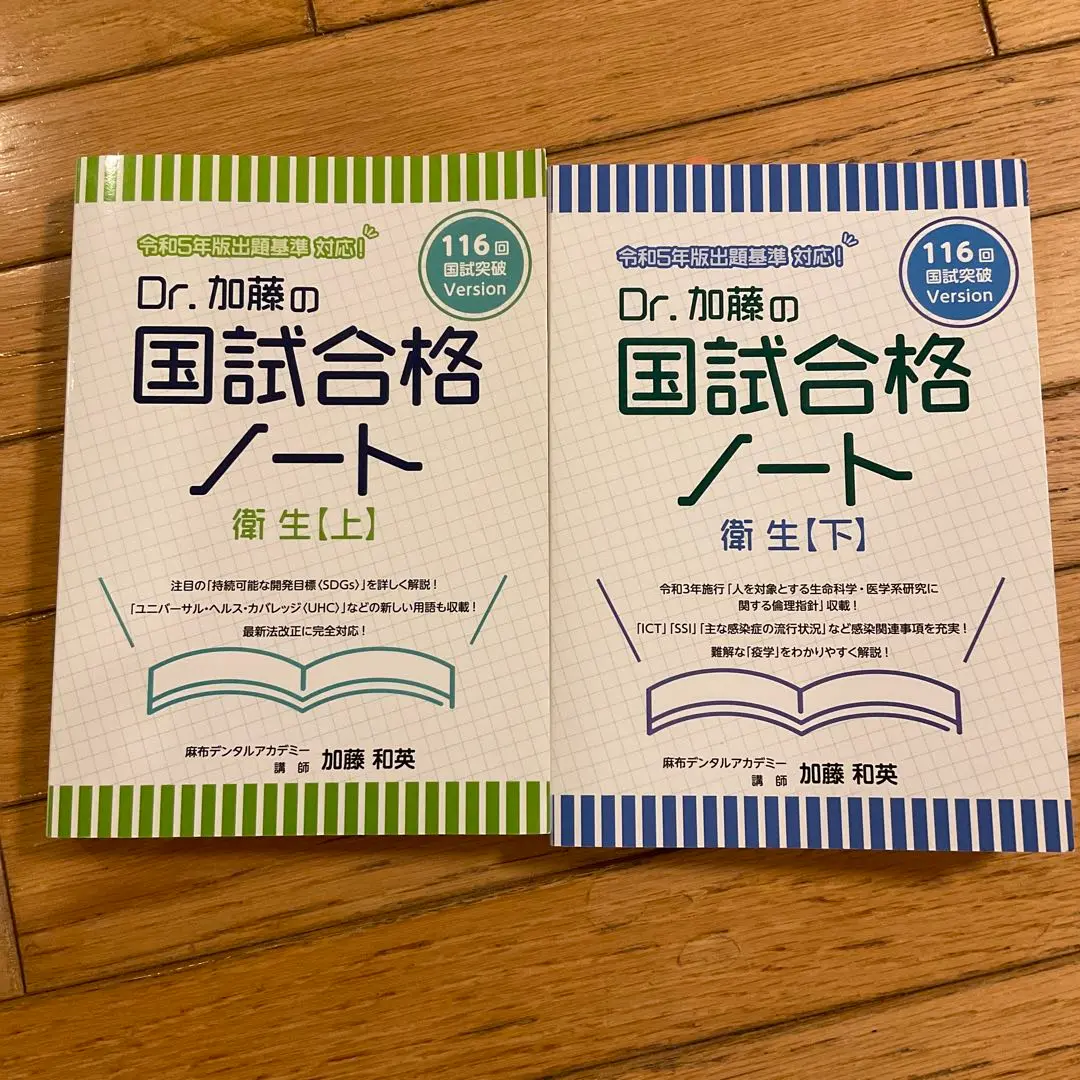 令和5年版出題基準 対応！
116回
国試突破
Version
Dr. 加藤の
国試合格
ノート
衛生【上】
注目の「持続可能な開発目標〈SDGs〉」を詳しく解説！
「ユニバーサル・ヘルス・カバレッジ〈UHC〉」などの新しい用語も収載！
最新法改正に完全対応！
麻布デンタルアカデミー
講師 加藤 和英
令和5年版出題基準 対応！
116回
国試突破
Version
Dr. 加藤の
国試合格
ノート
衛生【下】
令和3年施行「人を対象とする生命科学・医学系研究に
関する倫理指針」収載！
「ICT」「SSI」「主な感染症の流行状況」など感染関連事項を充実！
難解な「疫学」をわかりやすく解説！
麻布デンタルアカデミー
講師 加藤 和英